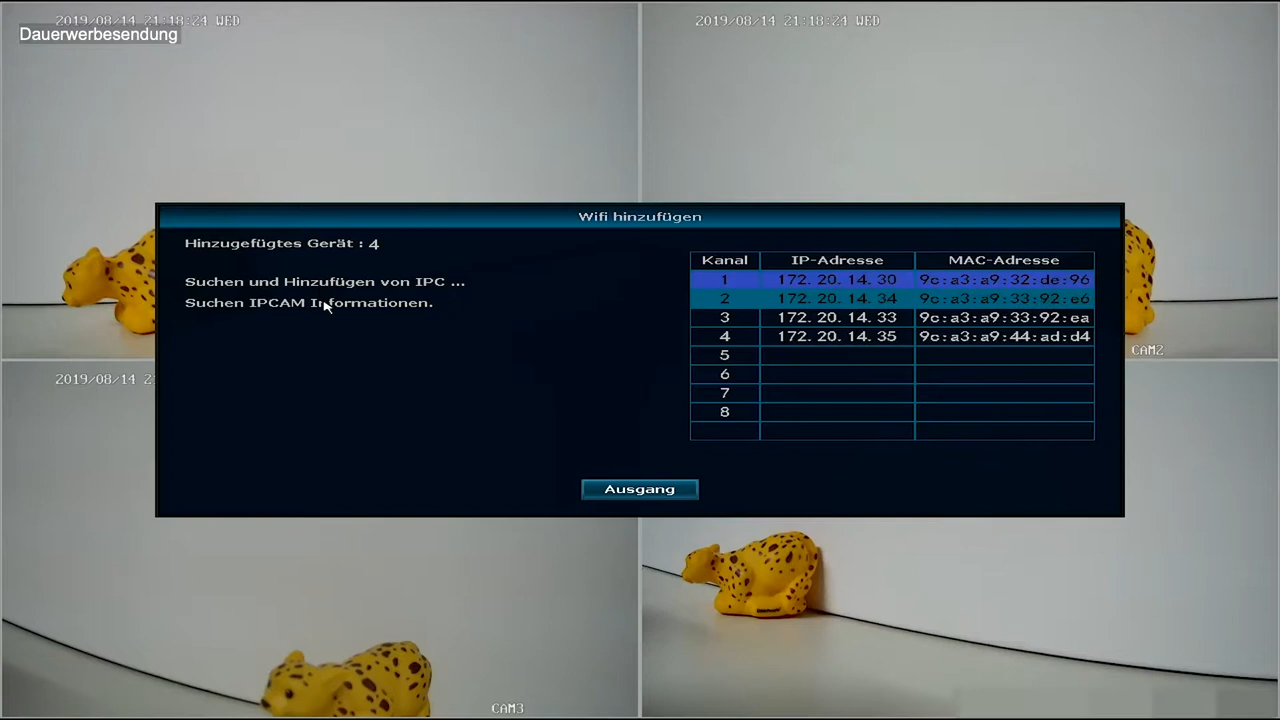 2019/08/14 21:18:24 WED
Dauerwerbesendung
2019/08/14 21:18:24 WED
Wifi hinzufügen
Hinzugefügtes Gerät : 4
Suchen und Hinzufügen von IPC ...
Suchen IPCAM Informationen.
Kanal IP-Adresse MAC-Adresse
1 172. 20. 14. 30 9c:a3:a9:32:de:96
2 172. 20. 14. 34 9c:a3:a9:33:92:e6
3 172. 20. 14. 33 9c:a3:a9:33:92:ea
4 172. 20. 14. 35 9c:a3:a9:44:ad:d4
5
6
7
8
Ausgang
CAM2
2019/08/14 2
CAM3